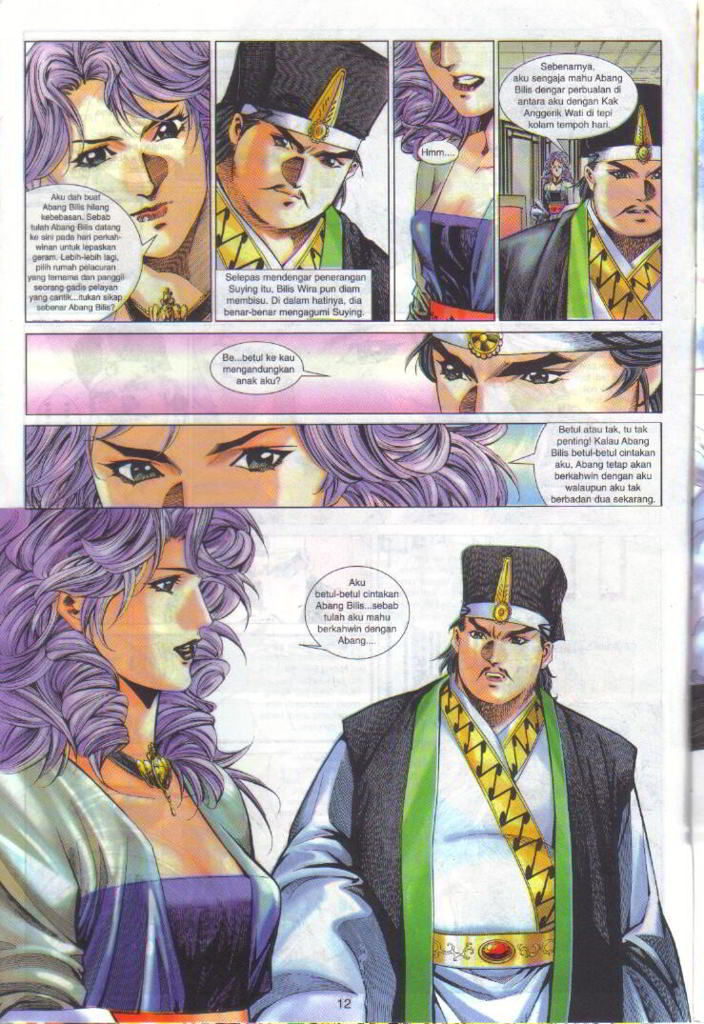 Aku dah buat
Abang Bilis hilang
kebebasan. Sebab
tulah Abang Bilis datang
ke sini pada hari perkah-
winan untuk lepaskan
geram. Lebih-lebih lagi,
pilih rumah pelacuran
yang ternama dan panggil
seorang gadis pelayan
yang cantik...itukan sikap
sebenar Abang Bilis?
Selepas mendengar penerangan
Suying itu, Bilis Wira pun diam
membisu. Di dalam hatinya, dia
benar-benar mengagumi Suying.
Hmm....
Sebenarnya,
aku sengaja mahu Abang
Bilis dengar perbualan di
antara aku dengan Kak
Anggerik Wati di tepi
kolam tempoh hari.
Be...betul ke kau
mengandungkan
anak aku?
Betul atau tak, tu tak
penting! Kalau Abang
Bilis betul-betul cintakan
aku, Abang tetap akan
berkahwin dengan aku
walaupun aku tak
berbadan dua sekarang.
Aku
betul-betul cintakan
Abang Bilis...sebab
tulah aku mahu
berkahwin dengan
Abang....
12